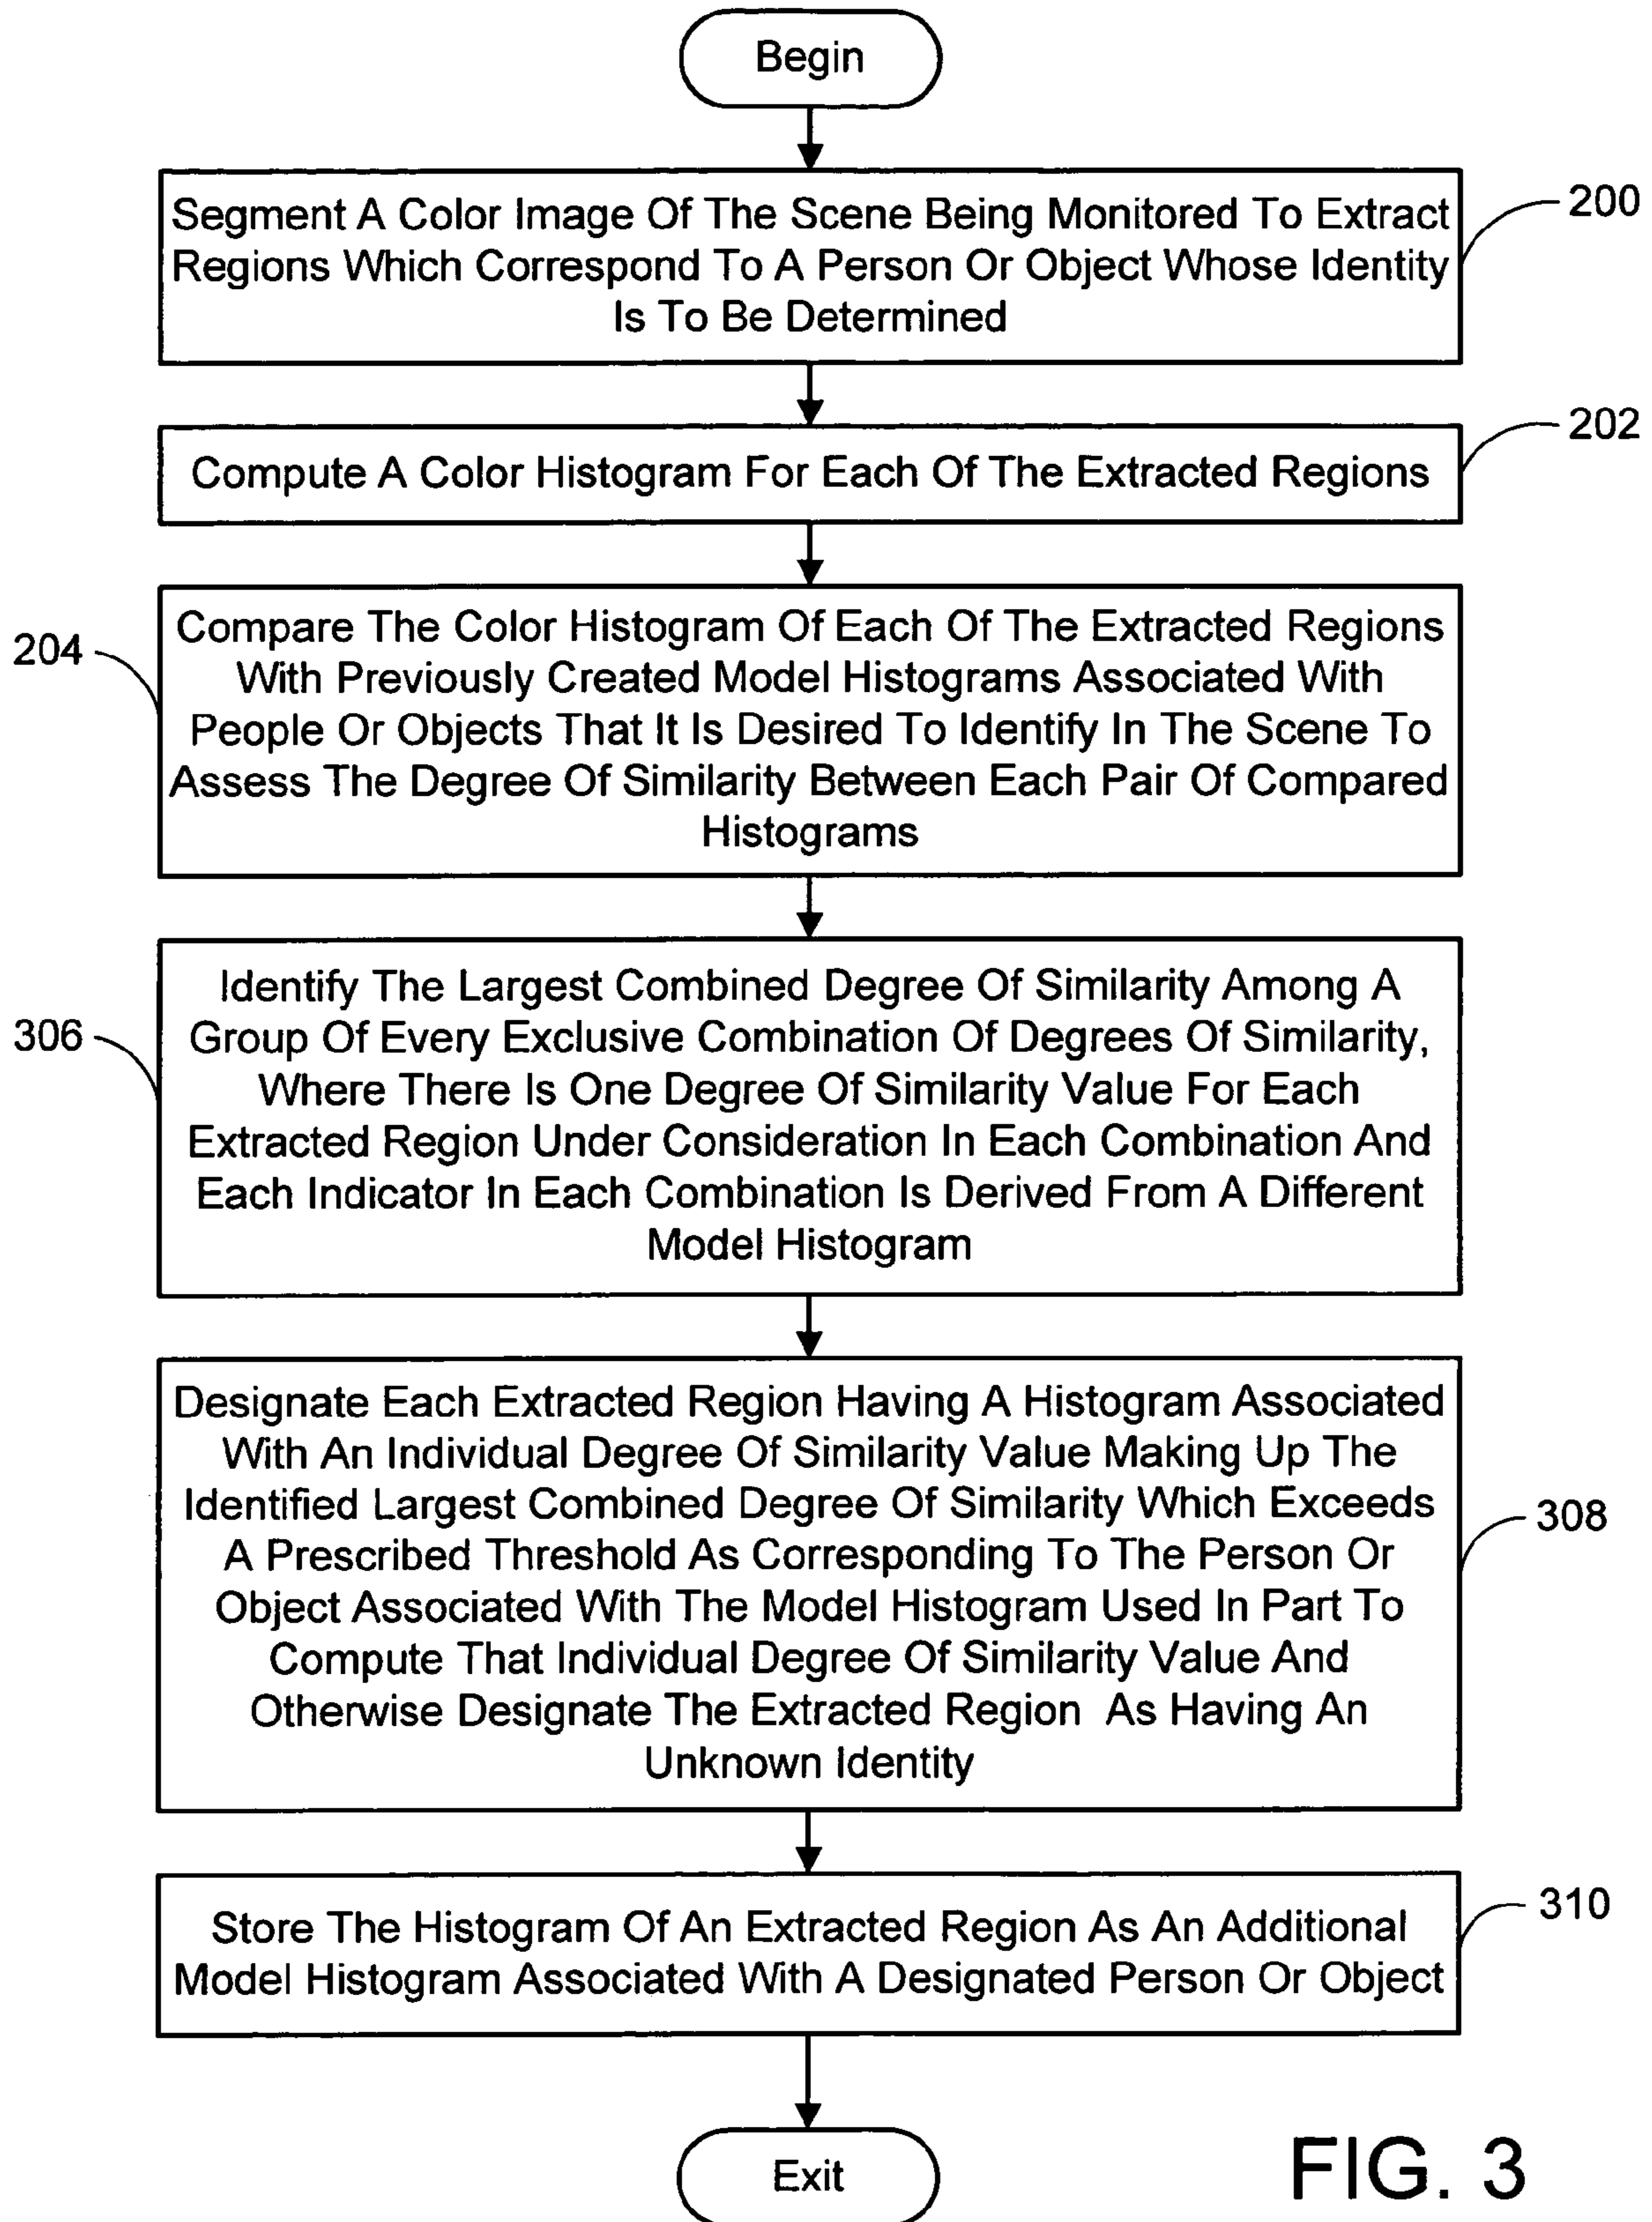 Begin
Segment A Color Image Of The Scene Being Monitored To Extract
Regions Which Correspond To A Person Or Object Whose Identity
Is To Be Determined
200
Compute A Color Histogram For Each Of The Extracted Regions
202
Compare The Color Histogram Of Each Of The Extracted Regions
With Previously Created Model Histograms Associated With
People Or Objects That It Is Desired To Identify In The Scene To
Assess The Degree Of Similarity Between Each Pair Of Compared
Histograms
204
Identify The Largest Combined Degree Of Similarity Among A
Group Of Every Exclusive Combination Of Degrees Of Similarity,
Where There Is One Degree Of Similarity Value For Each
Extracted Region Under Consideration In Each Combination And
Each Indicator In Each Combination Is Derived From A Different
Model Histogram
306
Designate Each Extracted Region Having A Histogram Associated
With An Individual Degree Of Similarity Value Making Up The
Identified Largest Combined Degree Of Similarity Which Exceeds
A Prescribed Threshold As Corresponding To The Person Or
Object Associated With The Model Histogram Used In Part To
Compute That Individual Degree Of Similarity Value And
Otherwise Designate The Extracted Region As Having An
Unknown Identity
308
Store The Histogram Of An Extracted Region As An Additional
Model Histogram Associated With A Designated Person Or Object
310
Exit
FIG. 3